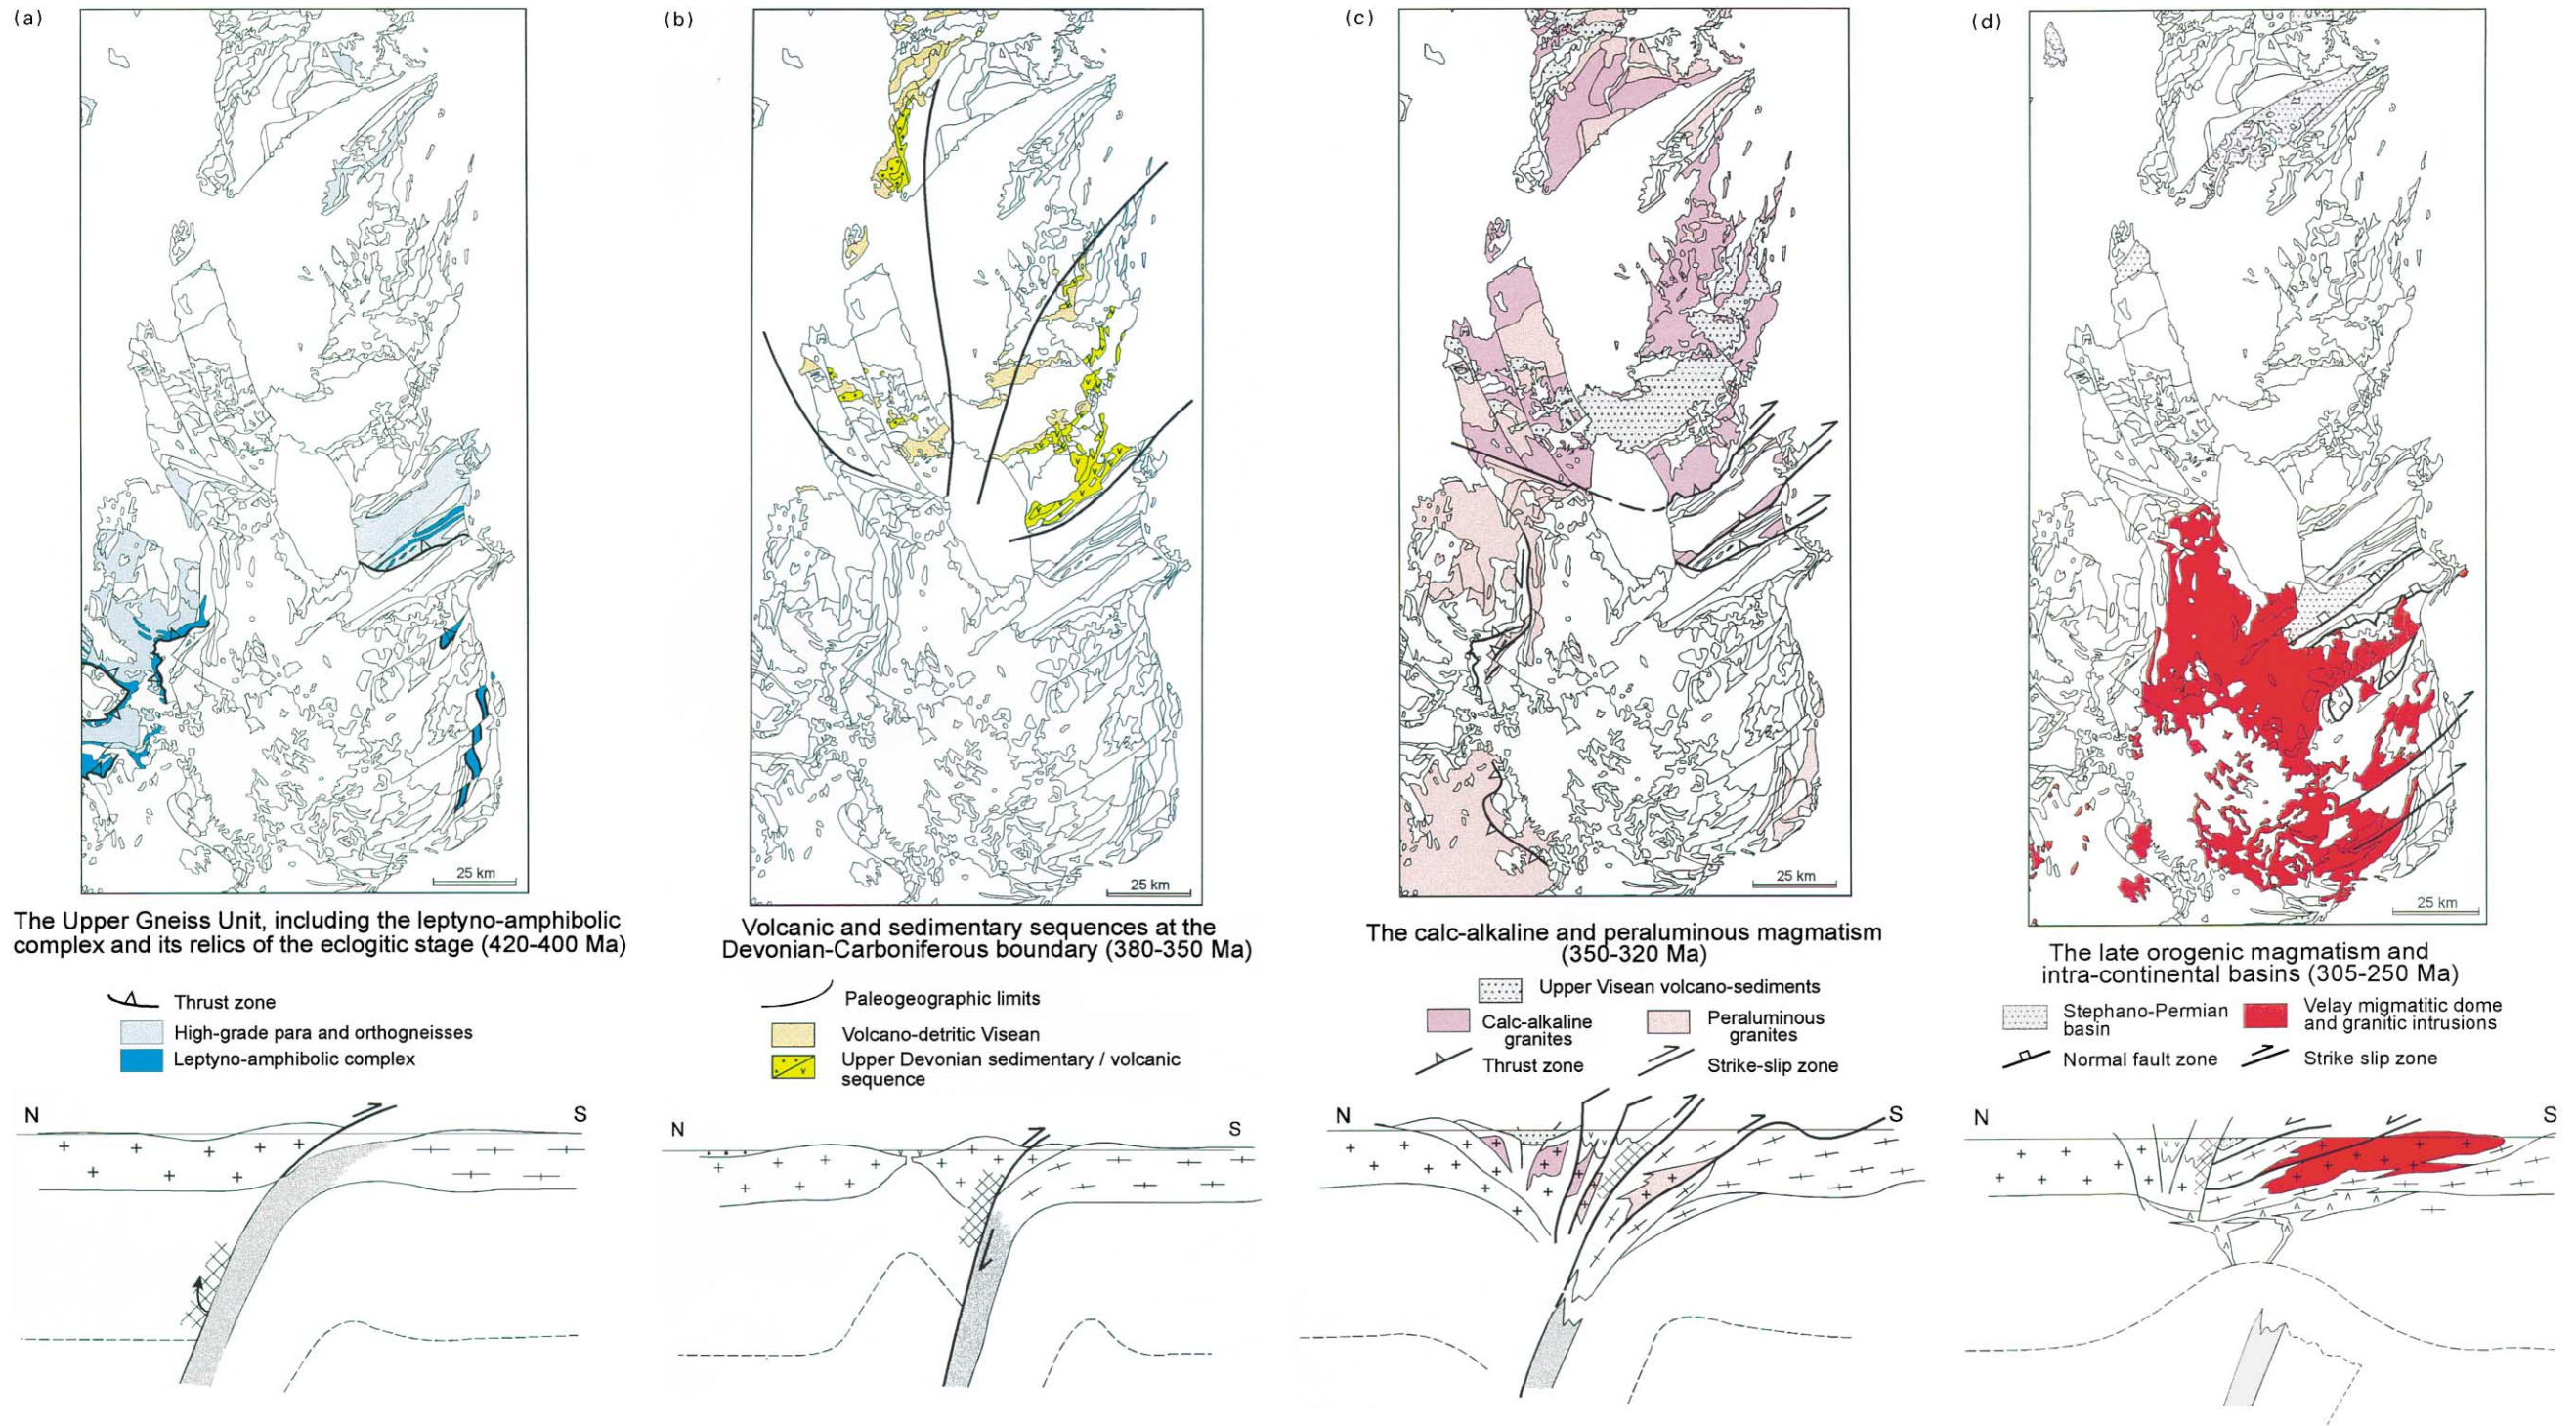 (a)
25 km
The Upper Gneiss Unit, including the leptyno-amphibolic
complex and its relics of the eclogitic stage (420-400 Ma)
Thrust zone
High-grade para and orthogneisses
Leptyno-amphibolic complex
N
S
(b)
25 km
Volcanic and sedimentary sequences at the
Devonian-Carboniferous boundary (380-350 Ma)
Paleogeographic limits
Volcano-detritic Visean
Upper Devonian sedimentary / volcanic
sequence
N
S
(c)
25 km
The calc-alkaline and peraluminous magmatism
(350-320 Ma)
Upper Visean volcano-sediments
Calc-alkaline
granites
Peraluminous
granites
Thrust zone
Strike-slip zone
N
S
(d)
25 km
The late orogenic magmatism and
intra-continental basins (305-250 Ma)
Stephano-Permian
basin
Velay migmatitic dome
and granitic intrusions
Normal fault zone
Strike slip zone
N
S